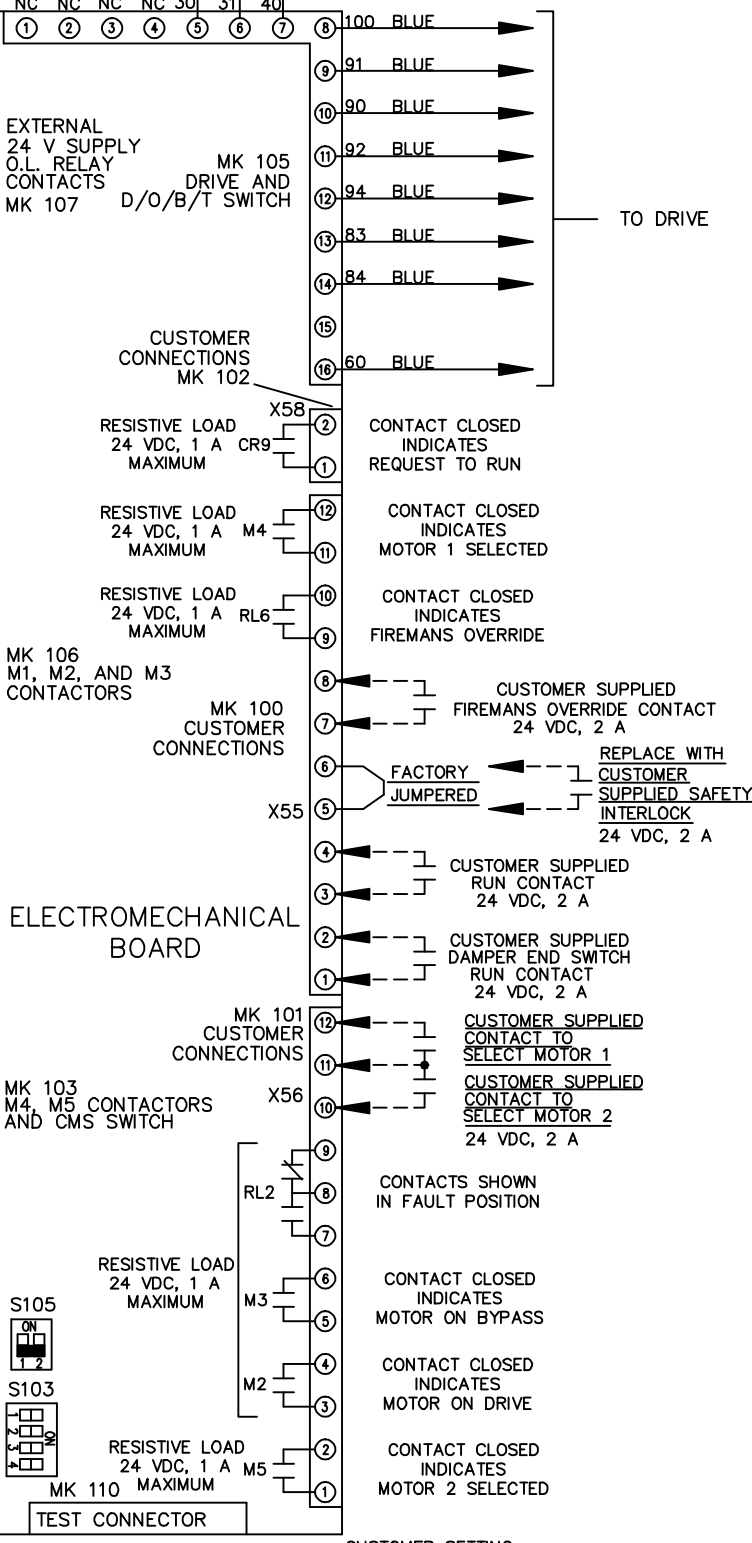 NC NC NC NC 30 31 40
1 2 3 4 5 6 7 8 100 BLUE
9 91 BLUE
10 90 BLUE
EXTERNAL
24 V SUPPLY
O.L. RELAY
CONTACTS
MK 107
MK 105
DRIVE AND
D/O/B/T SWITCH
11 92 BLUE
12 94 BLUE
TO DRIVE
13 83 BLUE
14 84 BLUE
15
16 60 BLUE
CUSTOMER
CONNECTIONS
MK 102
X58
RESISTIVE LOAD
24 VDC, 1 A
MAXIMUM
CR9
2
1
CONTACT CLOSED
INDICATES
REQUEST TO RUN
RESISTIVE LOAD
24 VDC, 1 A
MAXIMUM
M4
12
11
CONTACT CLOSED
INDICATES
MOTOR 1 SELECTED
RESISTIVE LOAD
24 VDC, 1 A
MAXIMUM
RL6
10
9
CONTACT CLOSED
INDICATES
FIREMANS OVERRIDE
MK 106
M1, M2, AND M3
CONTACTORS
MK 100
CUSTOMER
CONNECTIONS
8
7
CUSTOMER SUPPLIED
FIREMANS OVERRIDE CONTACT
24 VDC, 2 A
X55
6
5
FACTORY
JUMPERED
REPLACE WITH
CUSTOMER
SUPPLIED SAFETY
INTERLOCK
24 VDC, 2 A
4
3
CUSTOMER SUPPLIED
RUN CONTACT
24 VDC, 2 A
ELECTROMECHANICAL
BOARD
2
1
CUSTOMER SUPPLIED
DAMPER END SWITCH
RUN CONTACT
24 VDC, 2 A
MK 101
CUSTOMER
CONNECTIONS
X56
12
11
10
CUSTOMER SUPPLIED
CONTACT TO
SELECT MOTOR 1
CUSTOMER SUPPLIED
CONTACT TO
SELECT MOTOR 2
24 VDC, 2 A
MK 103
M4, M5 CONTACTORS
AND CMS SWITCH
RL2
9
8
7
CONTACTS SHOWN
IN FAULT POSITION
RESISTIVE LOAD
24 VDC, 1 A
MAXIMUM
M3
6
5
CONTACT CLOSED
INDICATES
MOTOR ON BYPASS
S105
ON
1 2
M2
4
3
CONTACT CLOSED
INDICATES
MOTOR ON DRIVE
S103
1
2
3
4
ON
RESISTIVE LOAD
24 VDC, 1 A
MAXIMUM
M5
2
1
CONTACT CLOSED
INDICATES
MOTOR 2 SELECTED
MK 110
TEST CONNECTOR
CUSTOMER SETTING